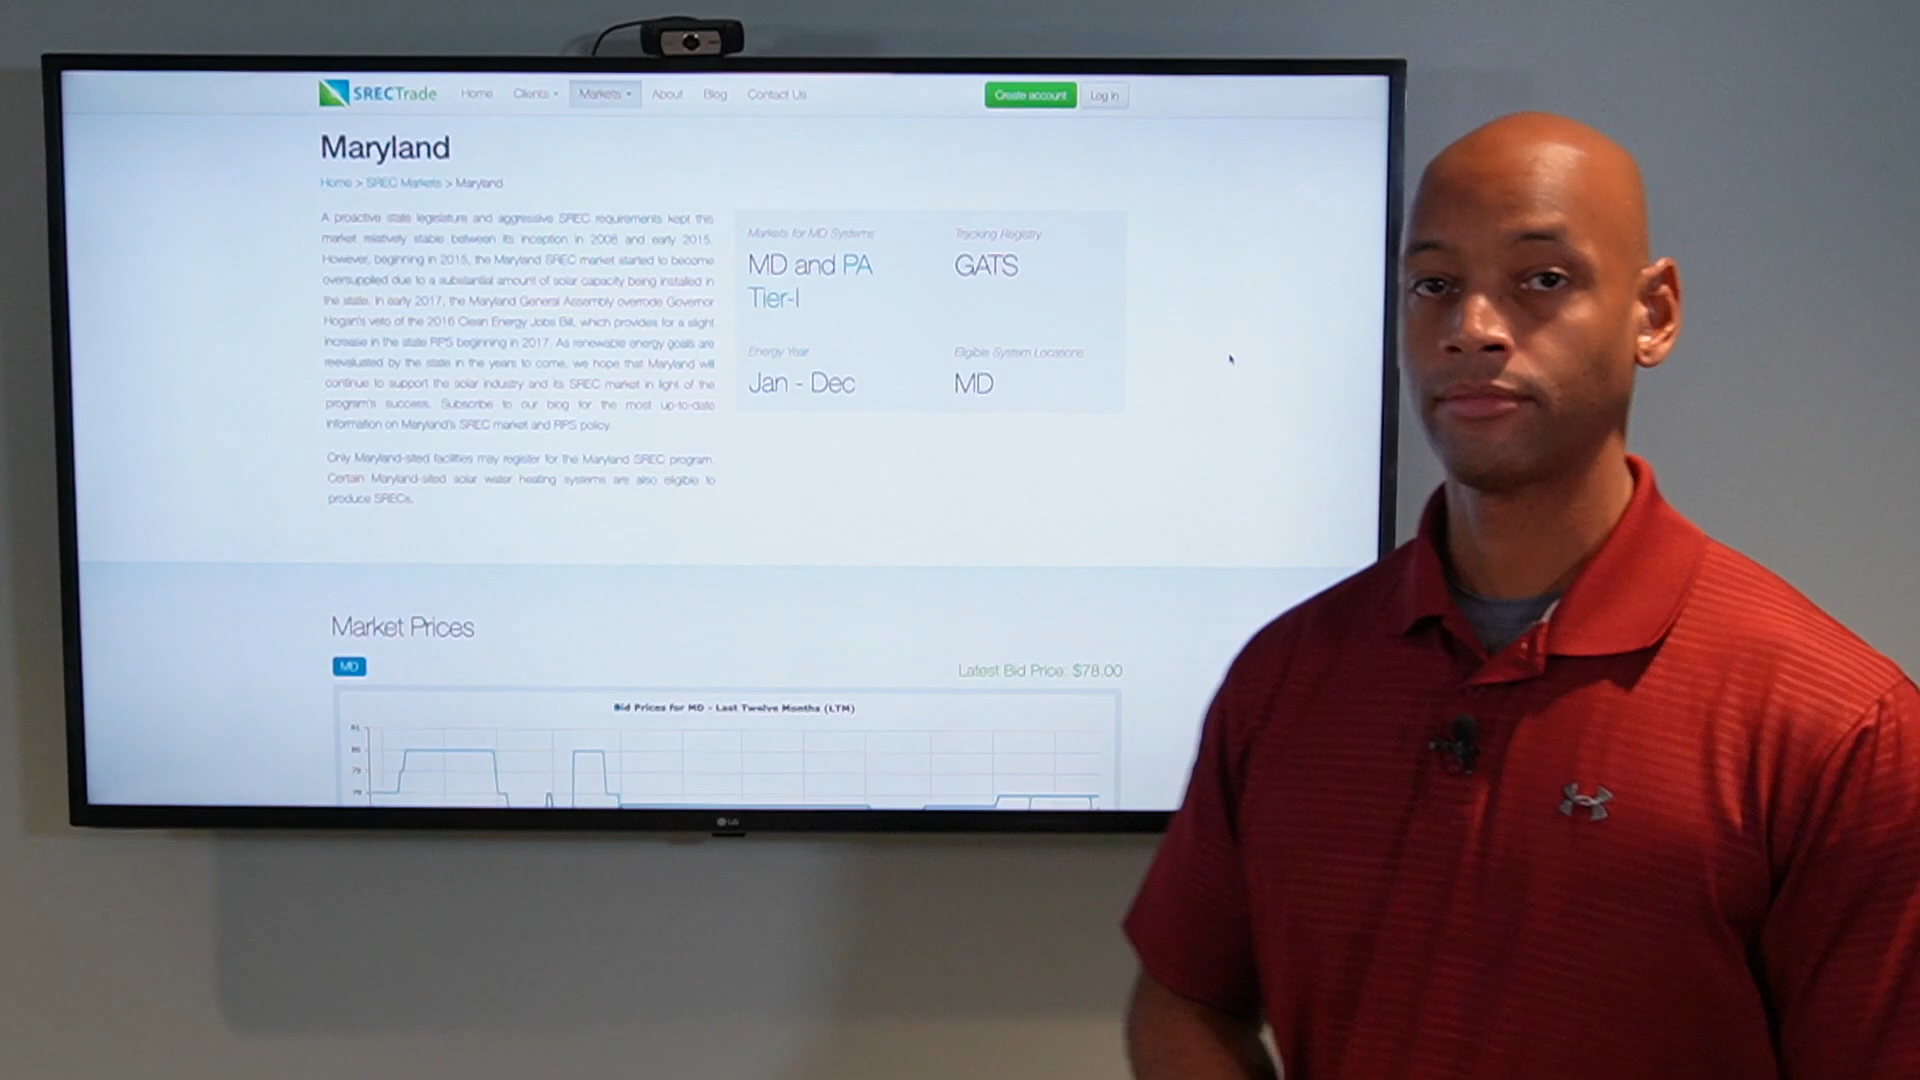 SRECTrade Home Clients Markets About Blog Contact Us Create account Log in
Maryland
Home > SREC Markets > Maryland
A proactive state legislature and aggressive SREC requirements kept this
market relatively stable between its inception in 2008 and early 2015.
However, beginning in 2015, the Maryland SREC market started to become
oversupplied due to a substantial amount of solar capacity being installed in
the state. In early 2017, the Maryland General Assembly overrode Governor
Hogan's veto of the 2016 Clean Energy Jobs Bill, which provides for a slight
increase in the state RPS beginning in 2017. As renewable energy goals are
reevaluated by the state in the years to come, we hope that Maryland will
continue to support the solar industry and its SREC market in light of the
program's success. Subscribe to our blog for the most up-to-date
information on Maryland's SREC market and RPS policy.
Only Maryland-sited facilities may register for the Maryland SREC program.
Certain Maryland-sited solar water heating systems are also eligible to
produce SRECs.
Markets for MD Systems
MD and PA
Tier-I
Tracking Registry
GATS
Energy Year
Jan - Dec
Eligible System Locations
MD
Market Prices
MD
Latest Bid Price: $78.00
Bid Prices for MD - Last Twelve Months (LTM)
81
80
79
78
LG